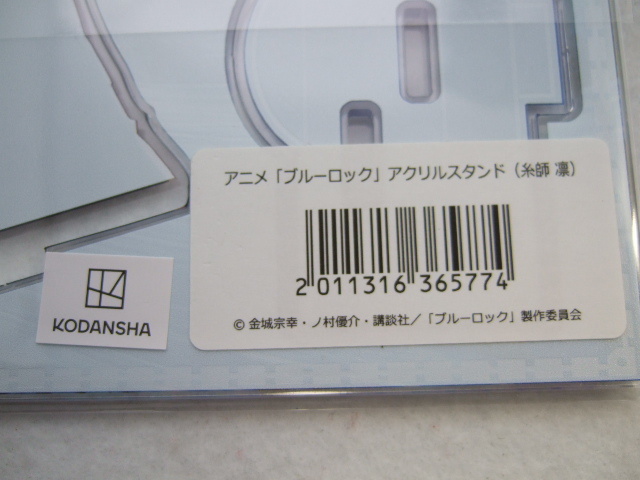 アニメ「ブルーロック」アクリルスタンド（糸師 凛）
2 011316 365774
© 金城宗幸・ノ村優介・講談社／「ブルーロック」製作委員会
KODANSHA